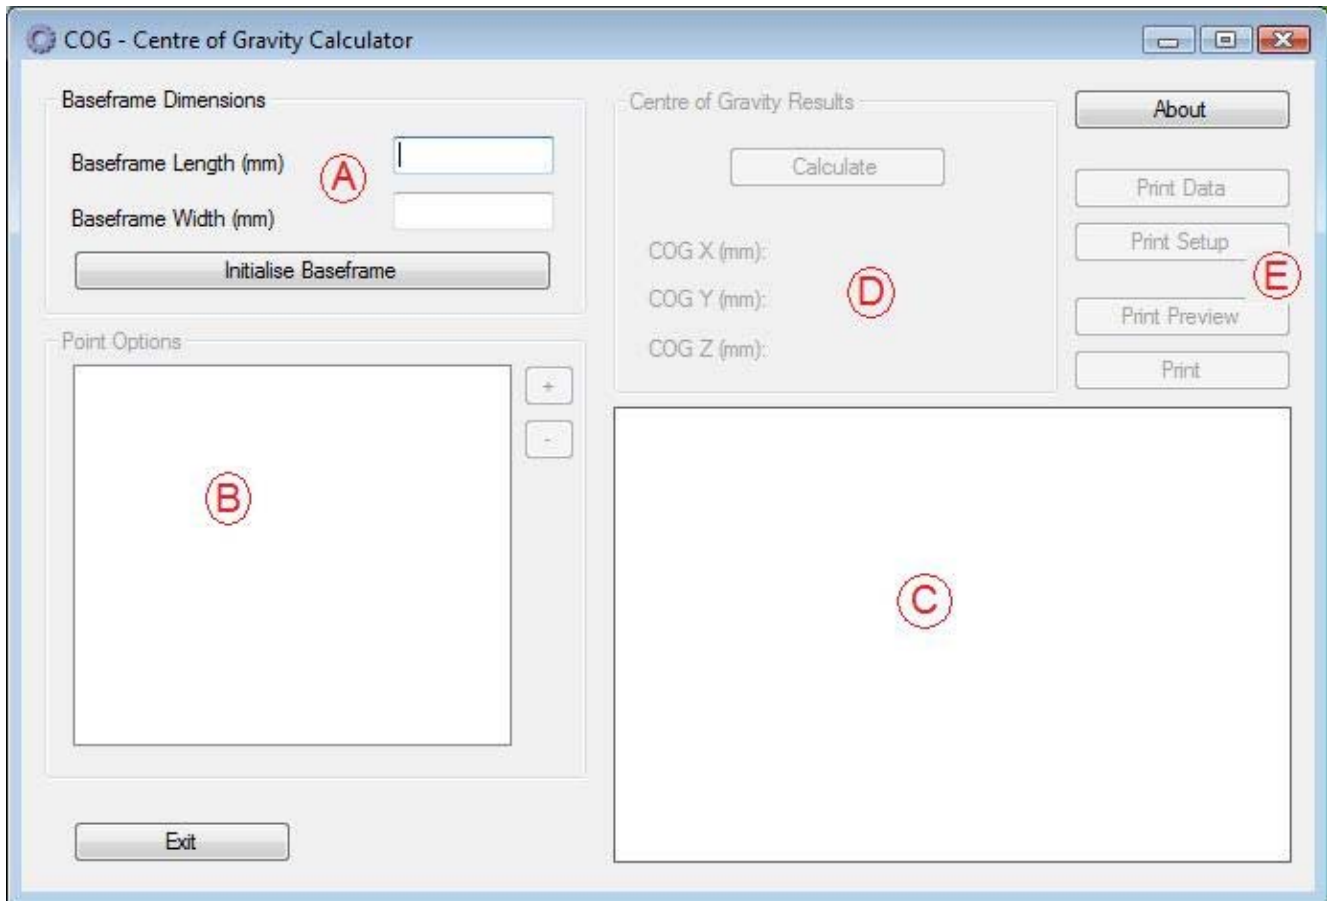 COG - Centre of Gravity Calculator
Baseframe Dimensions
Baseframe Length (mm)
A
Baseframe Width (mm)
Initialise Baseframe
Point Options
+
-
B
Exit
Centre of Gravity Results
Calculate
COG X (mm):
COG Y (mm):
COG Z (mm):
D
About
Print Data
Print Setup
E
Print Preview
Print
C